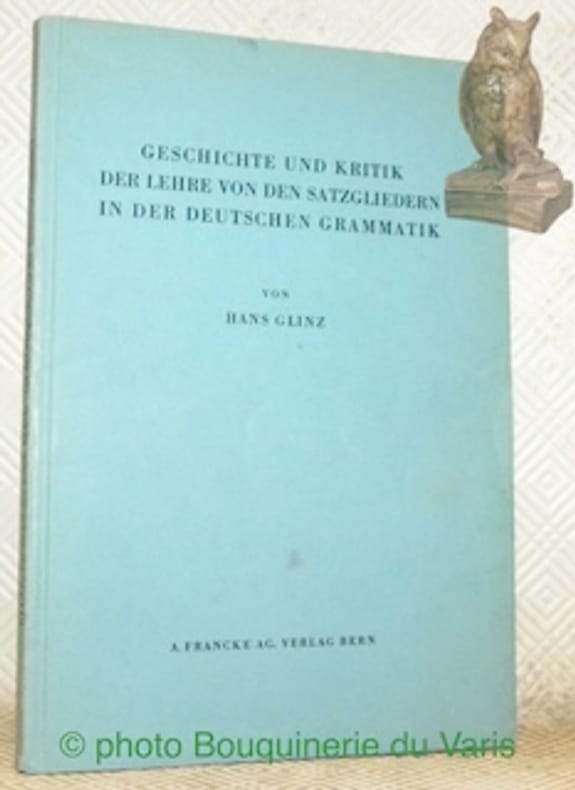 GESCHICHTE UND KRITIK
DER LEHRE VON DEN SATZGLIEDERN
IN DER DEUTSCHEN GRAMMATIK
VON
HANS GLINZ
A. FRANCKE AG. VERLAG BERN
© photo Bouquinerie du Varis